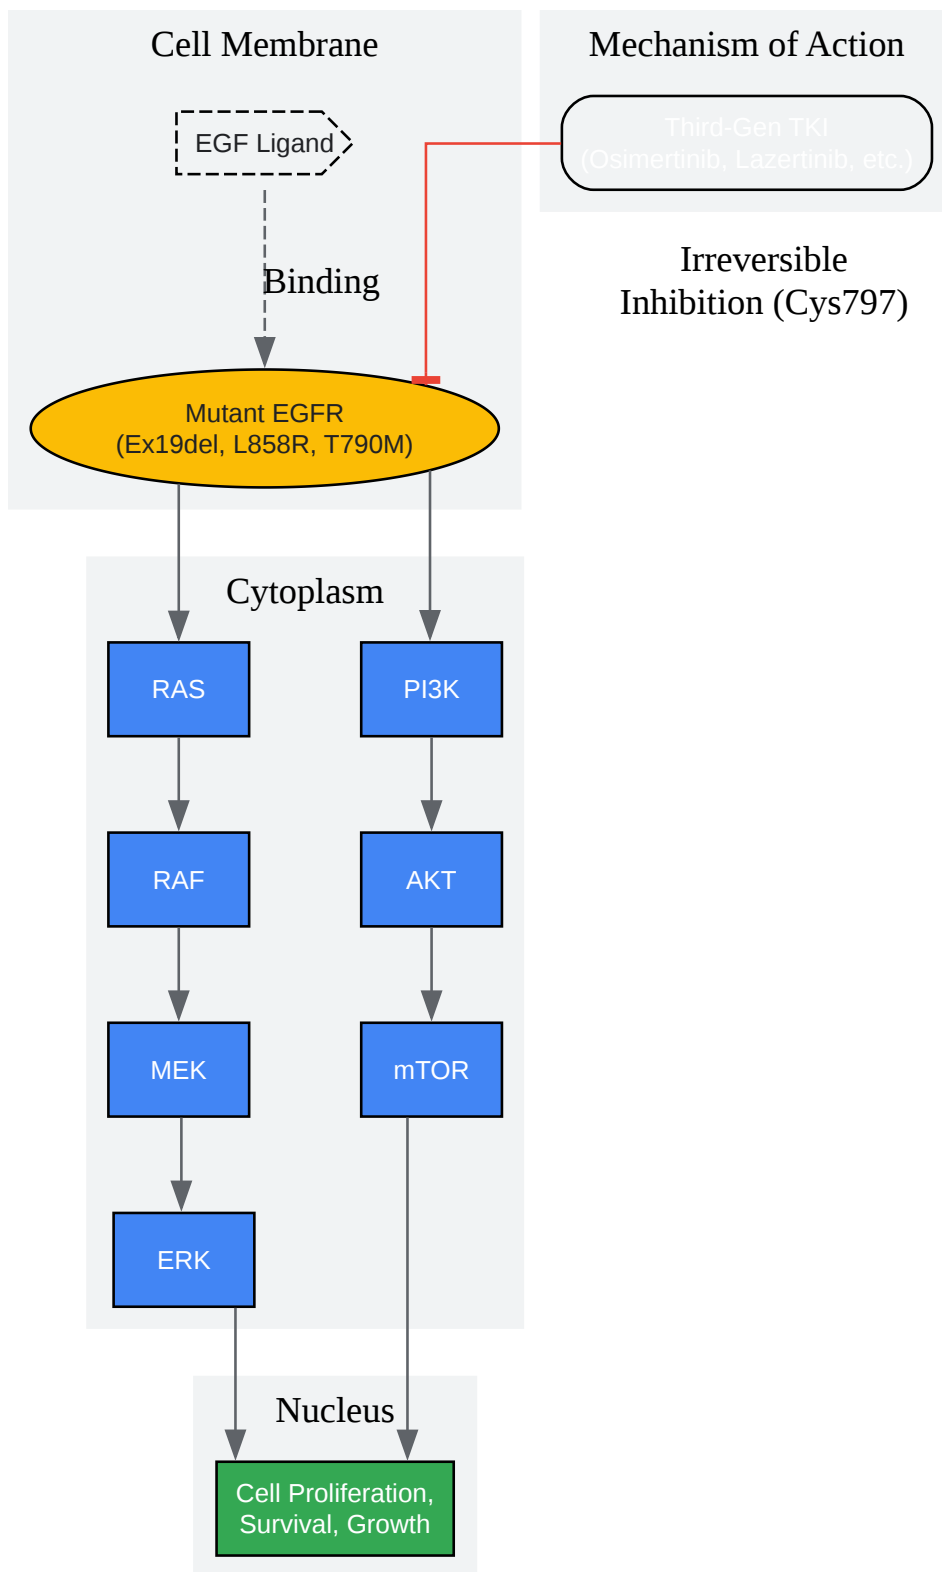 Cell Membrane
Mechanism of Action
EGF Ligand
Third-Gen TKI
(Osimertinib, Lazertinib, etc.)
Binding
Irreversible
Inhibition (Cys797)
Mutant EGFR
(Ex19del, L858R, T790M)
Cytoplasm
RAS
PI3K
RAF
AKT
MEK
mTOR
ERK
Nucleus
Cell Proliferation,
Survival, Growth